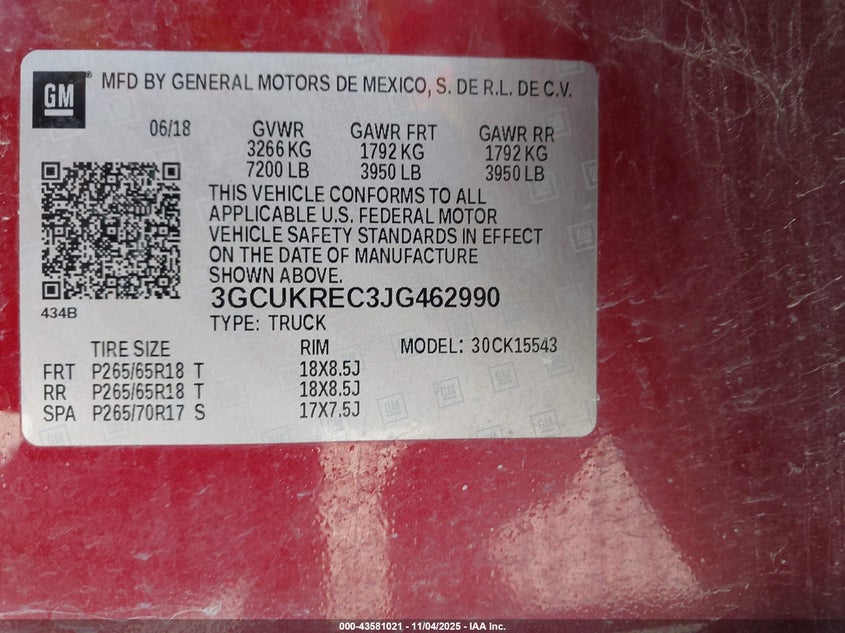 GM
MFD BY GENERAL MOTORS DE MEXICO, S. DE R.L. DE C.V.
06/18 GVWR GAWR FRT GAWR RR
3266 KG 1792 KG 1792 KG
7200 LB 3950 LB 3950 LB
THIS VEHICLE CONFORMS TO ALL
APPLICABLE U.S. FEDERAL MOTOR
VEHICLE SAFETY STANDARDS IN EFFECT
ON THE DATE OF MANUFACTURE
SHOWN ABOVE.
3GCUKREC3JG462990
434B
TYPE: TRUCK
TIRE SIZE RIM MODEL: 30CK15543
FRT P265/65R18 T 18X8.5J
RR P265/65R18 T 18X8.5J
SPA P265/70R17 S 17X7.5J
000-43581021 - 11/04/2025 - IAA Inc.